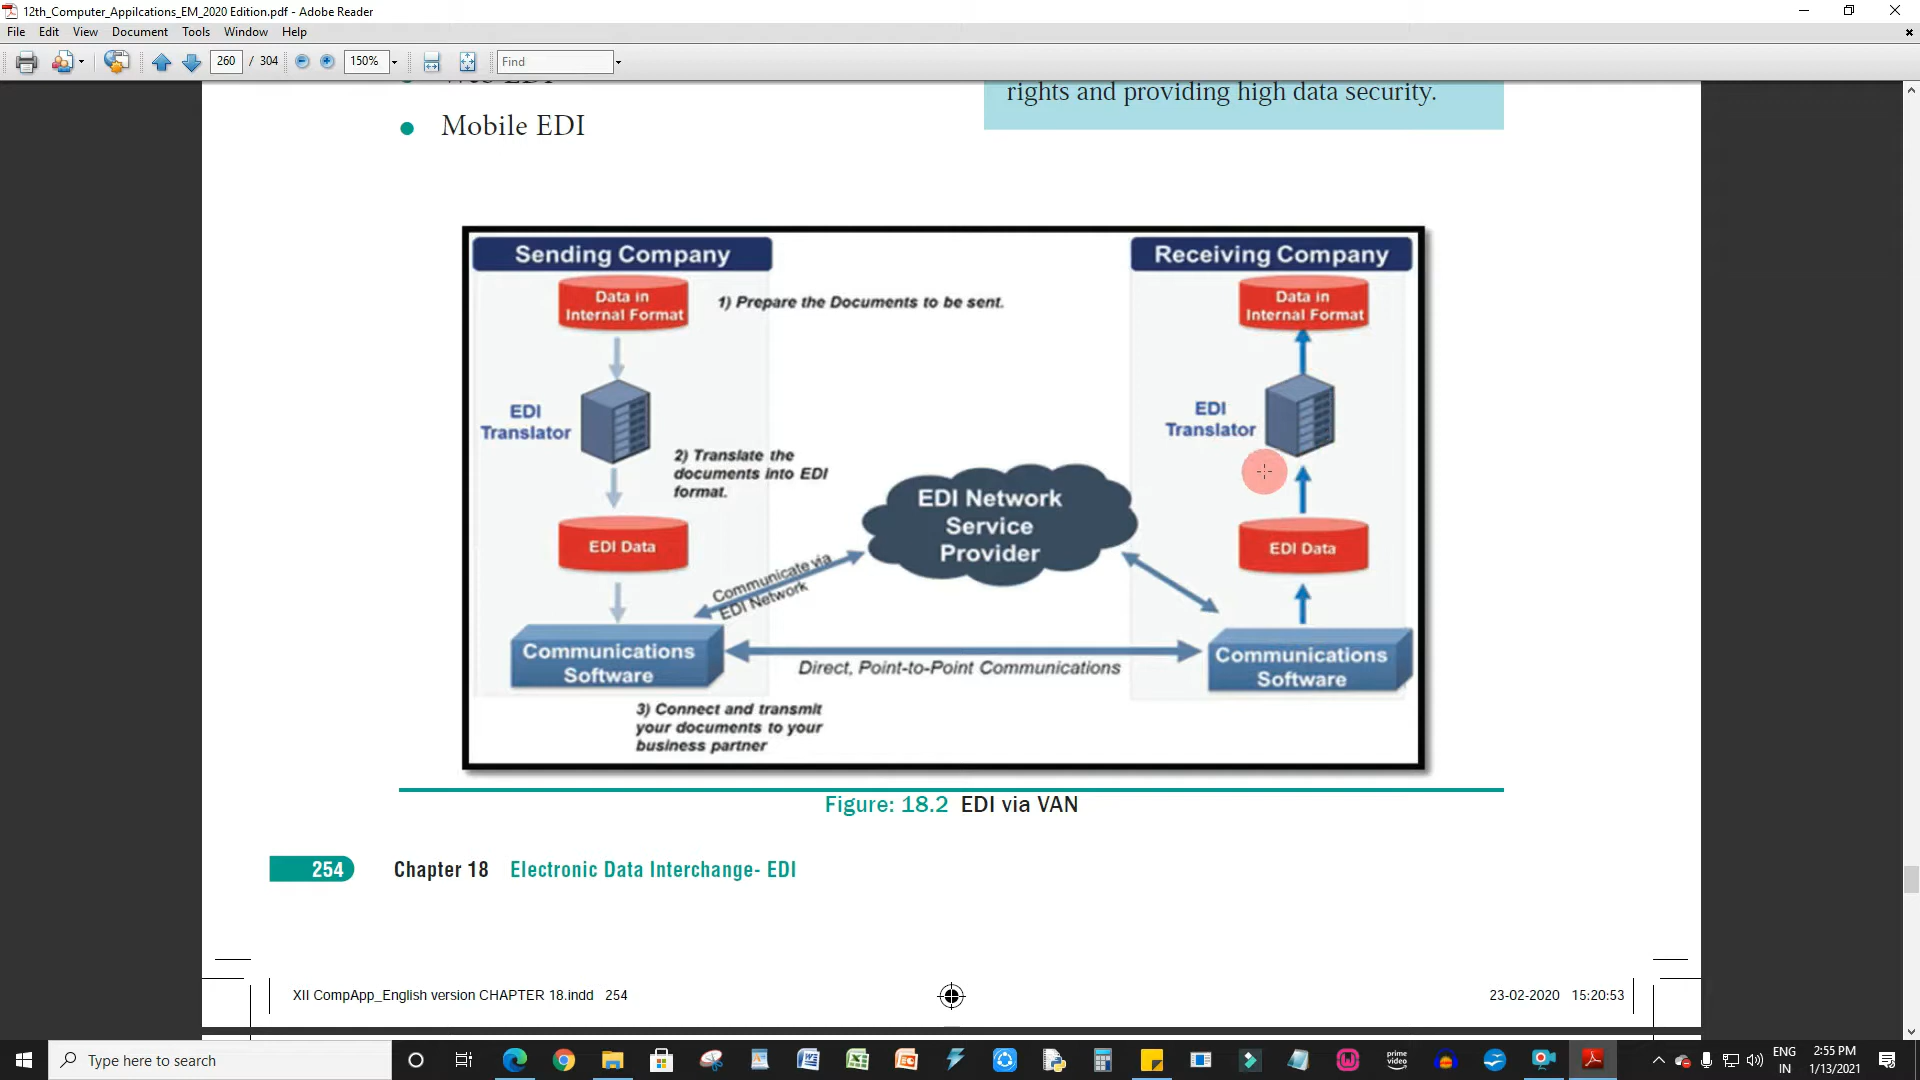 12th_Computer_Appilcations_EM_2020 Edition.pdf - Adobe Reader
File Edit View Document Tools Window Help
260 / 304 150% Find
rights and providing high data security.
Mobile EDI
Sending Company
Receiving Company
Data in
Internal Format
1) Prepare the Documents to be sent.
Data in
Internal Format
EDI
Translator
EDI
Translator
2) Translate the
documents into EDI
format.
EDI Network
Service
Provider
EDI Data
EDI Data
Communicate via
EDI Network
Communications
Software
Direct, Point-to-Point Communications
Communications
Software
3) Connect and transmit
your documents to your
business partner
Figure: 18.2 EDI via VAN
254 Chapter 18 Electronic Data Interchange- EDI
XII CompApp_English version CHAPTER 18.indd 254
23-02-2020 15:20:53
Type here to search
prime
video
ENG
IN
2:55 PM
1/13/2021